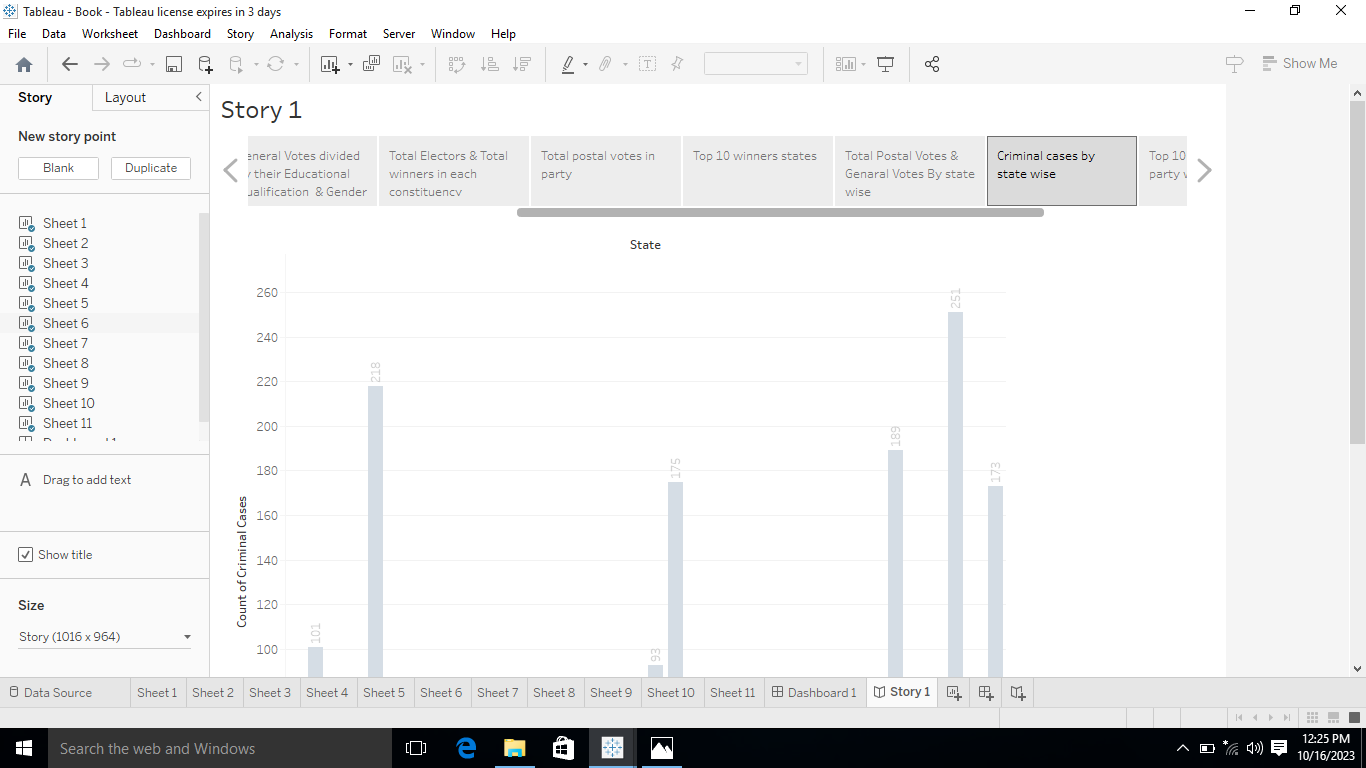 Tableau - Book - Tableau license expires in 3 days
File Data Worksheet Dashboard Story Analysis Format Server Window Help
Show Me
Story Layout
New story point
Blank Duplicate
Sheet 1
Sheet 2
Sheet 3
Sheet 4
Sheet 5
Sheet 6
Sheet 7
Sheet 8
Sheet 9
Sheet 10
Sheet 11
A Drag to add text
Show title
Size
Story (1016 x 964)
Story 1
eneral Votes divided
their Educational
ualification & Gender
Total Electors & Total
winners in each
constituency
Total postal votes in
party
Top 10 winners states
Total Postal Votes &
Genaral Votes By state
wise
Criminal cases by
state wise
Top 10
party
State
Count of Criminal Cases
260
240
220
200
180
160
140
120
100
101
218
93
175
189
251
173
Data Source Sheet 1 Sheet 2 Sheet 3 Sheet 4 Sheet 5 Sheet 6 Sheet 7 Sheet 8 Sheet 9 Sheet 10 Sheet 11 Dashboard 1 Story 1
Search the web and Windows
12:25 PM
10/16/2023